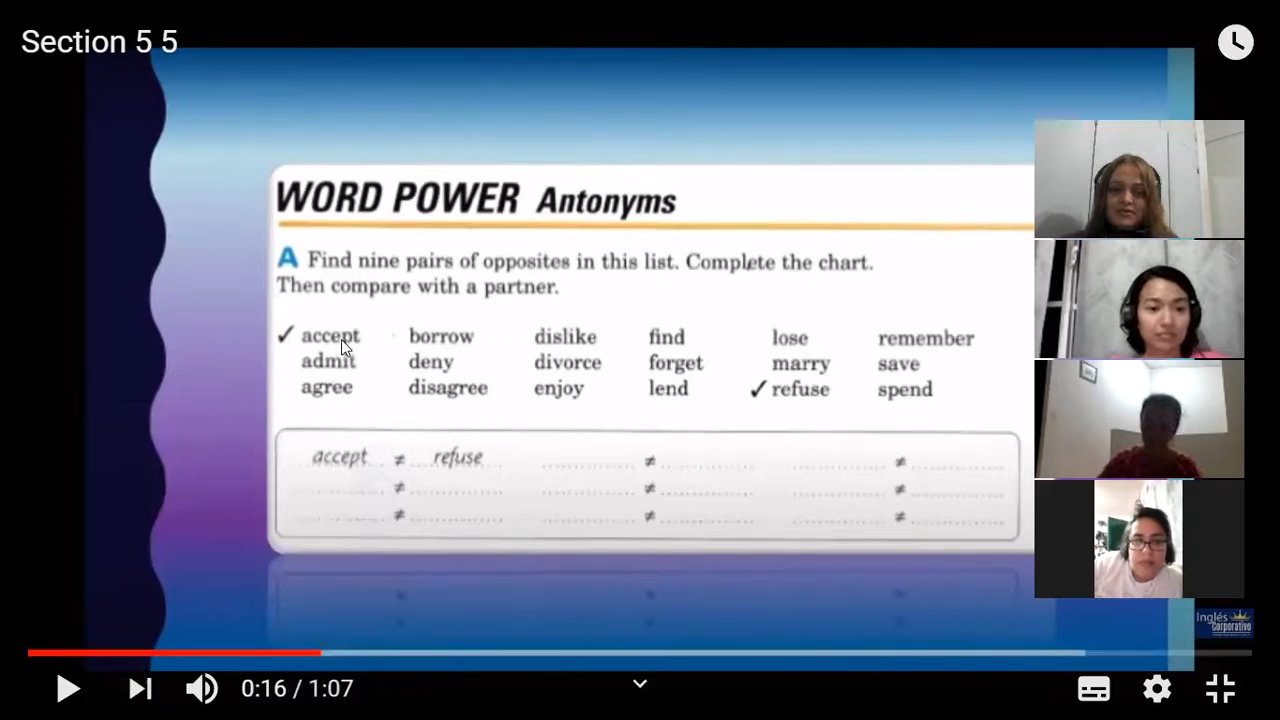 Section 5 5
WORD POWER Antonyms
A Find nine pairs of opposites in this list. Complete the chart.
Then compare with a partner.
✓ accept borrow dislike find lose remember
admit deny divorce forget marry save
agree disagree enjoy lend ✓ refuse spend
accept ≠ refuse ≠ ≠
≠ ≠ ≠
≠ ≠ ≠
Inglés
Corporativo
0:16 / 1:07